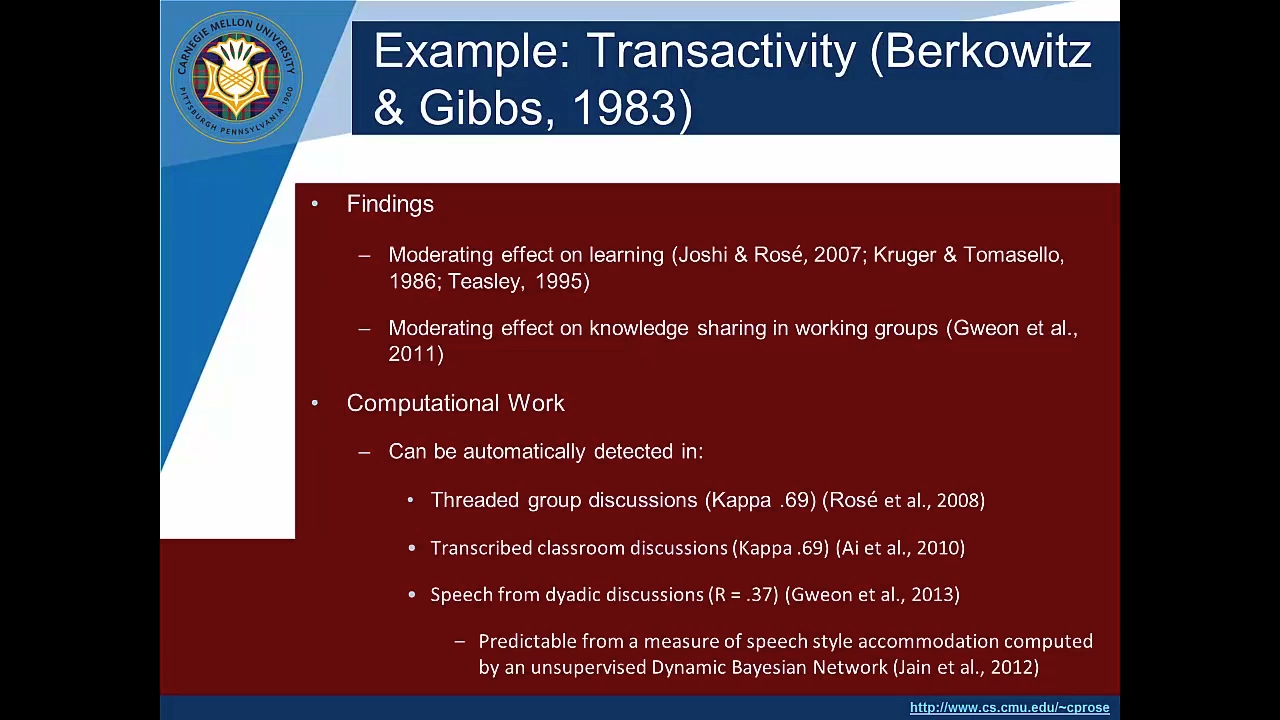 CARNEGIE MELLON UNIVERSITY
PITTSBURGH PENNSYLVANIA 1900
Example: Transactivity (Berkowitz
& Gibbs, 1983)
• Findings
– Moderating effect on learning (Joshi & Rosé, 2007; Kruger & Tomasello,
1986; Teasley, 1995)
– Moderating effect on knowledge sharing in working groups (Gweon et al.,
2011)
• Computational Work
– Can be automatically detected in:
• Threaded group discussions (Kappa .69) (Rosé et al., 2008)
• Transcribed classroom discussions (Kappa .69) (Ai et al., 2010)
• Speech from dyadic discussions (R = .37) (Gweon et al., 2013)
– Predictable from a measure of speech style accommodation computed
by an unsupervised Dynamic Bayesian Network (Jain et al., 2012)
http://www.cs.cmu.edu/~cprose